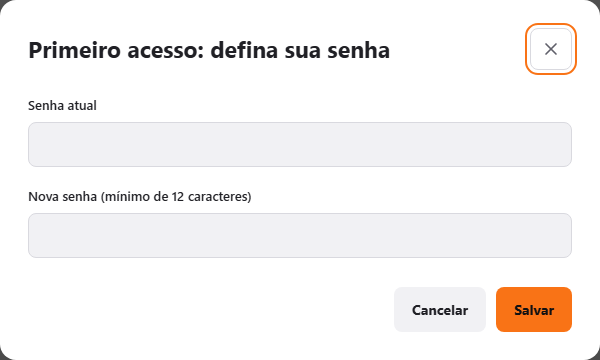 Primeiro acesso: defina sua senha
Senha atual
Nova senha (mínimo de 12 caracteres)
Cancelar
Salvar